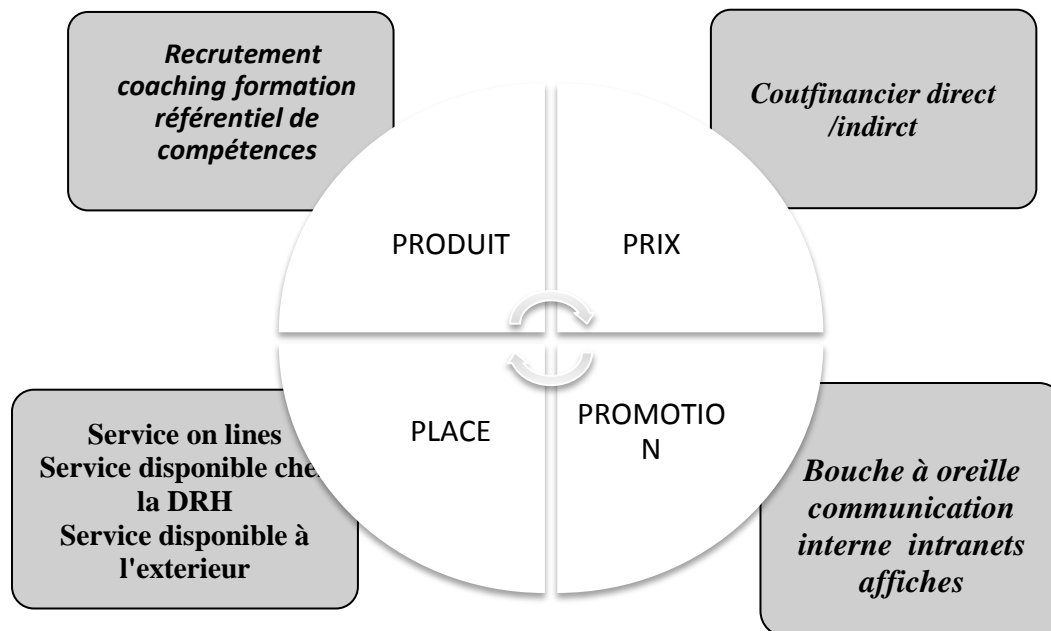 Recrutement
coaching formation
référentiel de
compétences
Coutfinancier direct
/indirct
PRODUIT
PRIX
PLACE
PROMOTIO
N
Service on lines
Service disponible che
la DRH
Service disponible à
l'exterieur
Bouche à oreille
communication
interne intranets
affiches